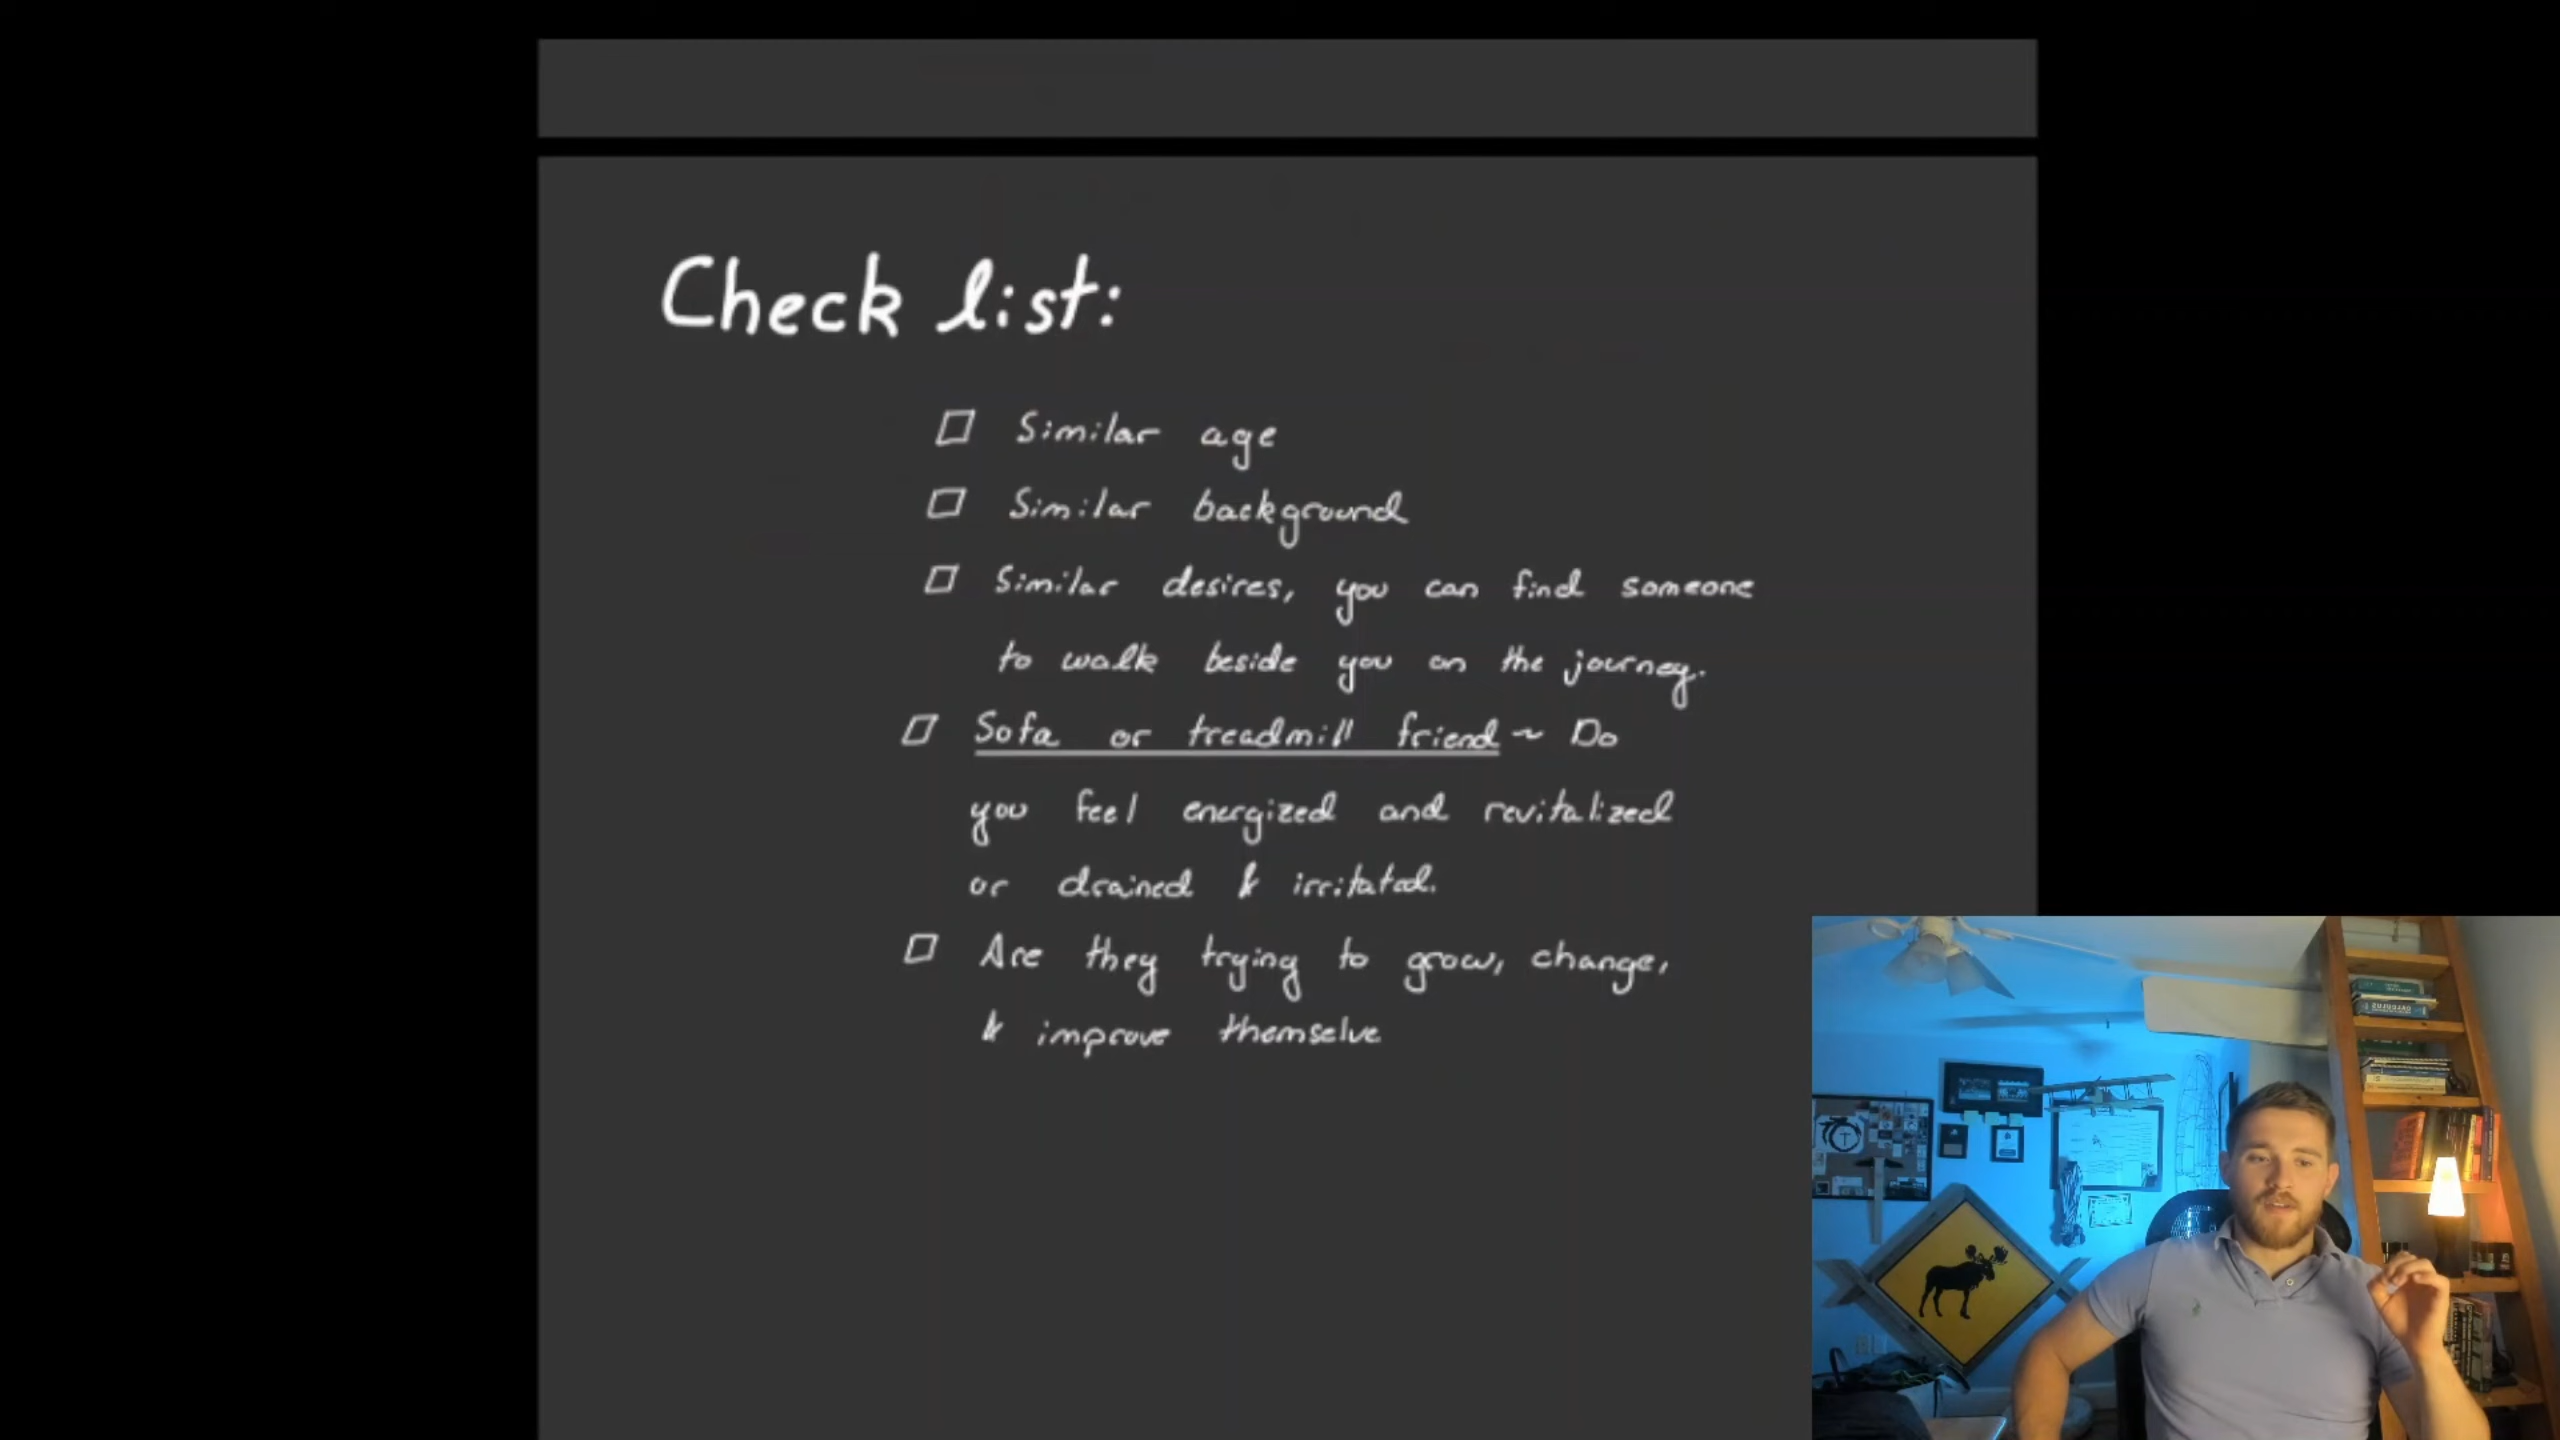 Check list:
Similar age
Similar background
Similar desires, you can find someone
to walk beside you on the journey.
Sofa or treadmill friend ~ Do
you feel energized and revitalized
or drained & irritated.
Are they trying to grow, change,
& improve themselve